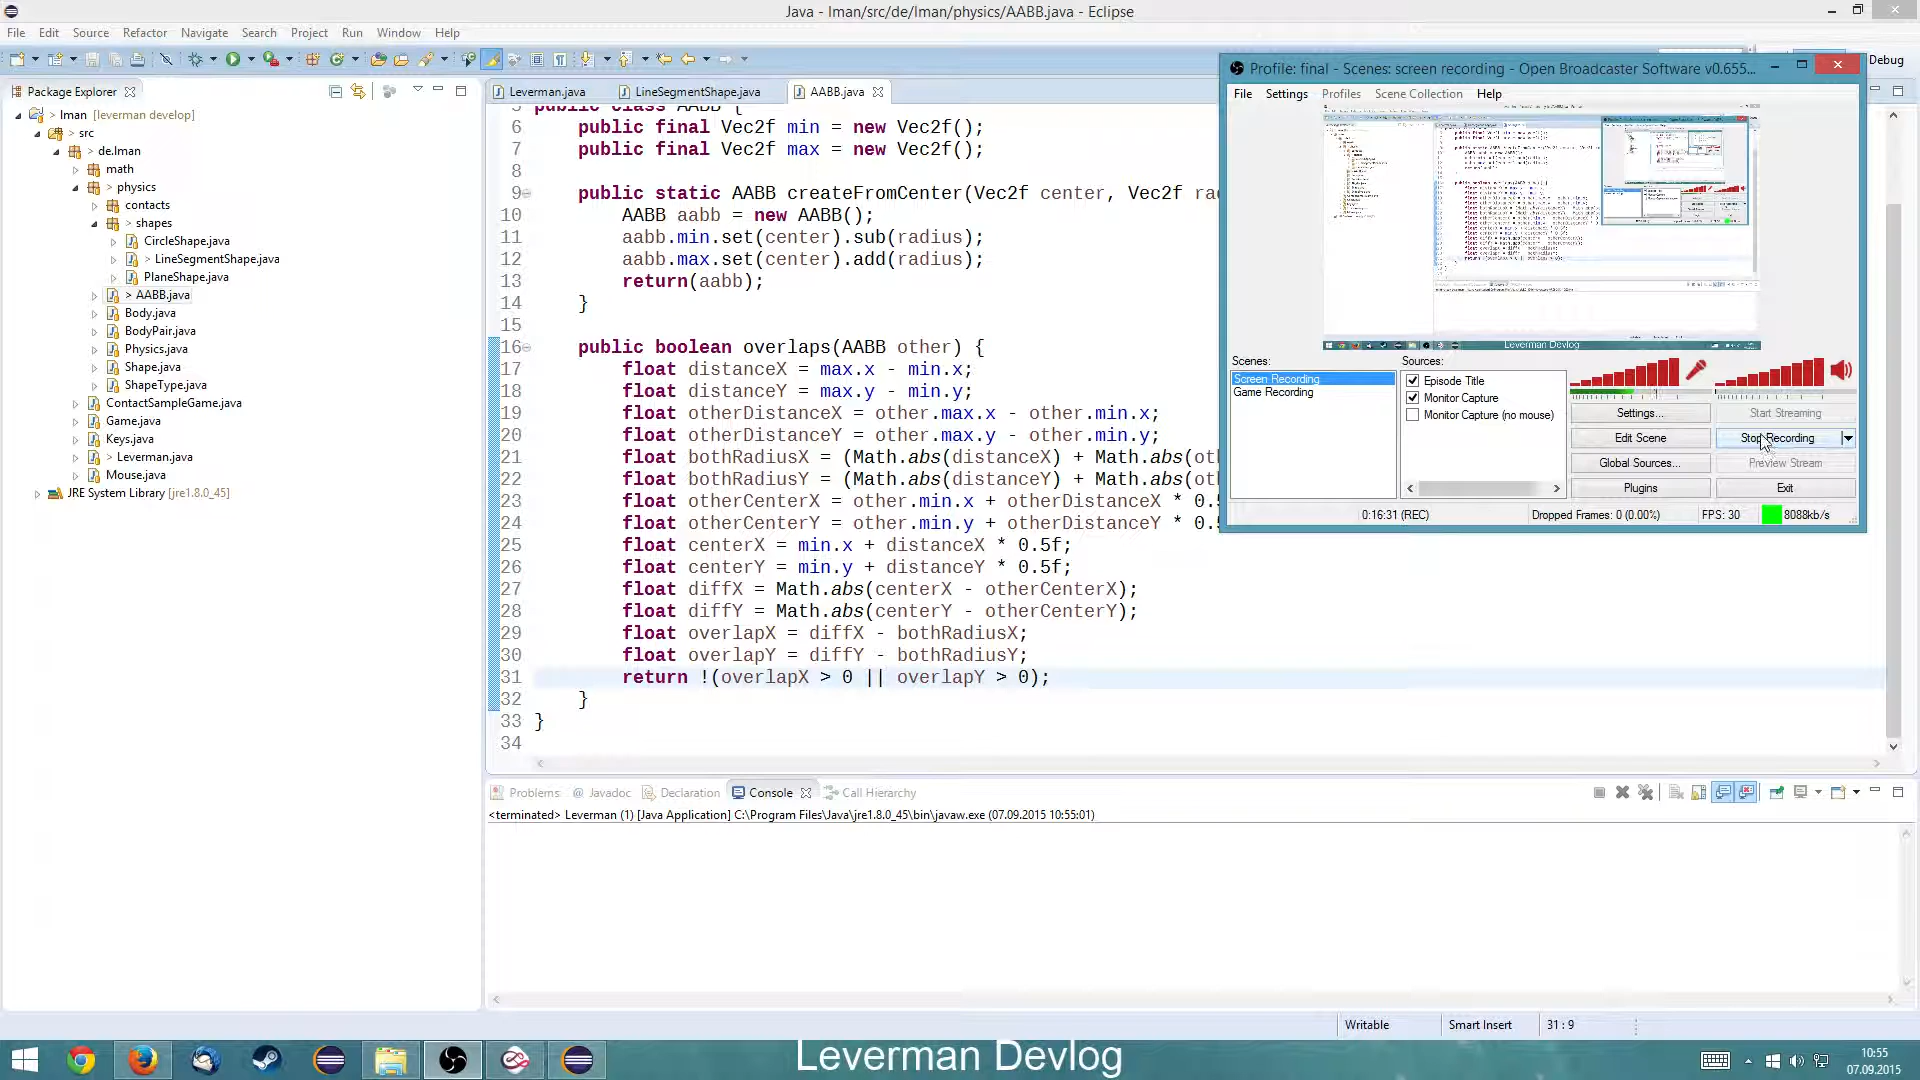 Java - lman/src/de/lman/physics/AABB.java - Eclipse
File Edit Source Refactor Navigate Search Project Run Window Help
Debug
Package Explorer
> lman [leverman develop]
> src
> de.lman
math
> physics
contacts
> shapes
CircleShape.java
> LineSegmentShape.java
PlaneShape.java
> AABB.java
Body.java
BodyPair.java
Physics.java
Shape.java
ShapeType.java
ContactSampleGame.java
Game.java
Keys.java
> Leverman.java
Mouse.java
JRE System Library [jre1.8.0_45]
Leverman.java LineSegmentShape.java AABB.java
5 public class AABB {
6 public final Vec2f min = new Vec2f();
7 public final Vec2f max = new Vec2f();
8
9 public static AABB createFromCenter(Vec2f center, Vec2f rad
10 AABB aabb = new AABB();
11 aabb.min.set(center).sub(radius);
12 aabb.max.set(center).add(radius);
13 return(aabb);
14 }
15
16 public boolean overlaps(AABB other) {
17 float distanceX = max.x - min.x;
18 float distanceY = max.y - min.y;
19 float otherDistanceX = other.max.x - other.min.x;
20 float otherDistanceY = other.max.y - other.min.y;
21 float bothRadiusX = (Math.abs(distanceX) + Math.abs(ot
22 float bothRadiusY = (Math.abs(distanceY) + Math.abs(ot
23 float otherCenterX = other.min.x + otherDistanceX * 0.5
24 float otherCenterY = other.min.y + otherDistanceY * 0.5
25 float centerX = min.x + distanceX * 0.5f;
26 float centerY = min.y + distanceY * 0.5f;
27 float diffX = Math.abs(centerX - otherCenterX);
28 float diffY = Math.abs(centerY - otherCenterY);
29 float overlapX = diffX - bothRadiusX;
30 float overlapY = diffY - bothRadiusY;
31 return !(overlapX > 0 || overlapY > 0);
32 }
33 }
34
Profile: final - Scenes: screen recording - Open Broadcaster Software v0.655...
File Settings Profiles Scene Collection Help
Leverman Devlog
Scenes:
Screen Recording
Game Recording
Sources:
Episode Title
Monitor Capture
Monitor Capture (no mouse)
Settings... Start Streaming
Edit Scene Stop Recording
Global Sources... Preview Stream
Plugins Exit
0:16:31 (REC) Dropped Frames: 0 (0.00%) FPS: 30 8088kb/s
Problems @ Javadoc Declaration Console Call Hierarchy
<terminated> Leverman (1) [Java Application] C:\Program Files\Java\jre1.8.0_45\bin\javaw.exe (07.09.2015 10:55:01)
Writable Smart Insert 31 : 9
Leverman Devlog
10:55
07.09.2015